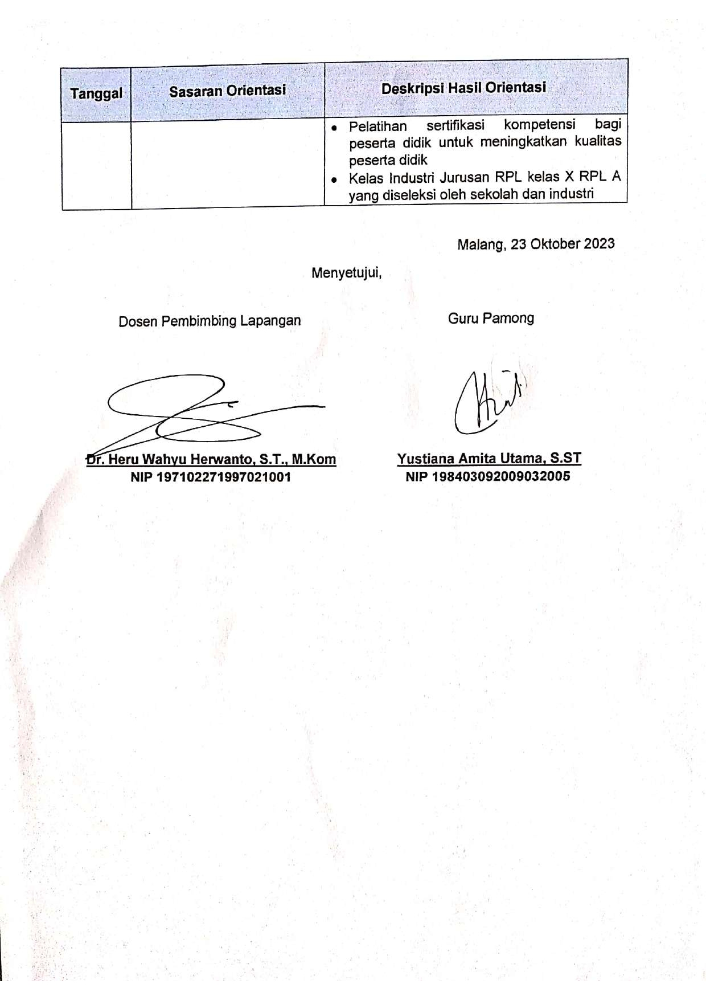 Tanggal
Sasaran Orientasi
Deskripsi Hasil Orientasi
• Pelatihan sertifikasi kompetensi bagi
peserta didik untuk meningkatkan kualitas
peserta didik
• Kelas Industri Jurusan RPL kelas X RPL A
yang diseleksi oleh sekolah dan industri
Malang, 23 Oktober 2023
Menyetujui,
Dosen Pembimbing Lapangan
Guru Pamong
Dr. Heru Wahyu Herwanto, S.T., M.Kom
NIP 197102271997021001
Yustiana Amita Utama, S.ST
NIP 198403092009032005